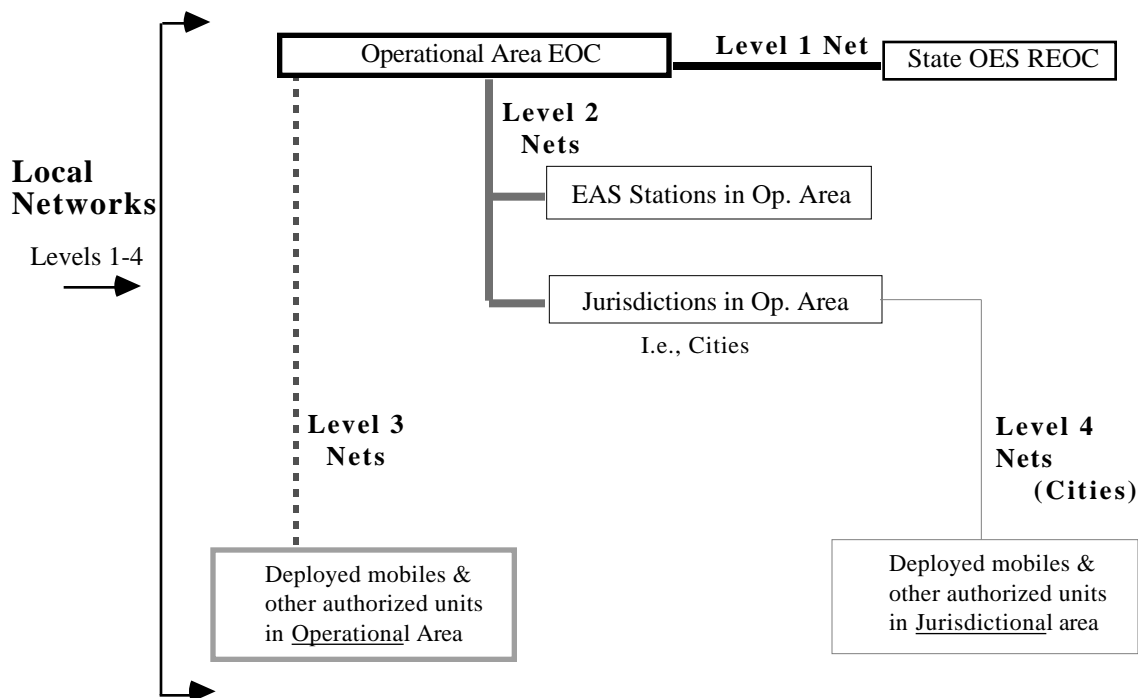 Operational Area EOC
Level 1 Net
State OES REOC
Level 2
Nets
Local
Networks
Levels 1-4
EAS Stations in Op. Area
Jurisdictions in Op. Area
I.e., Cities
Level 3
Nets
Level 4
Nets
(Cities)
Deployed mobiles &
other authorized units
in Operational Area
Deployed mobiles &
other authorized units
in Jurisdictional area